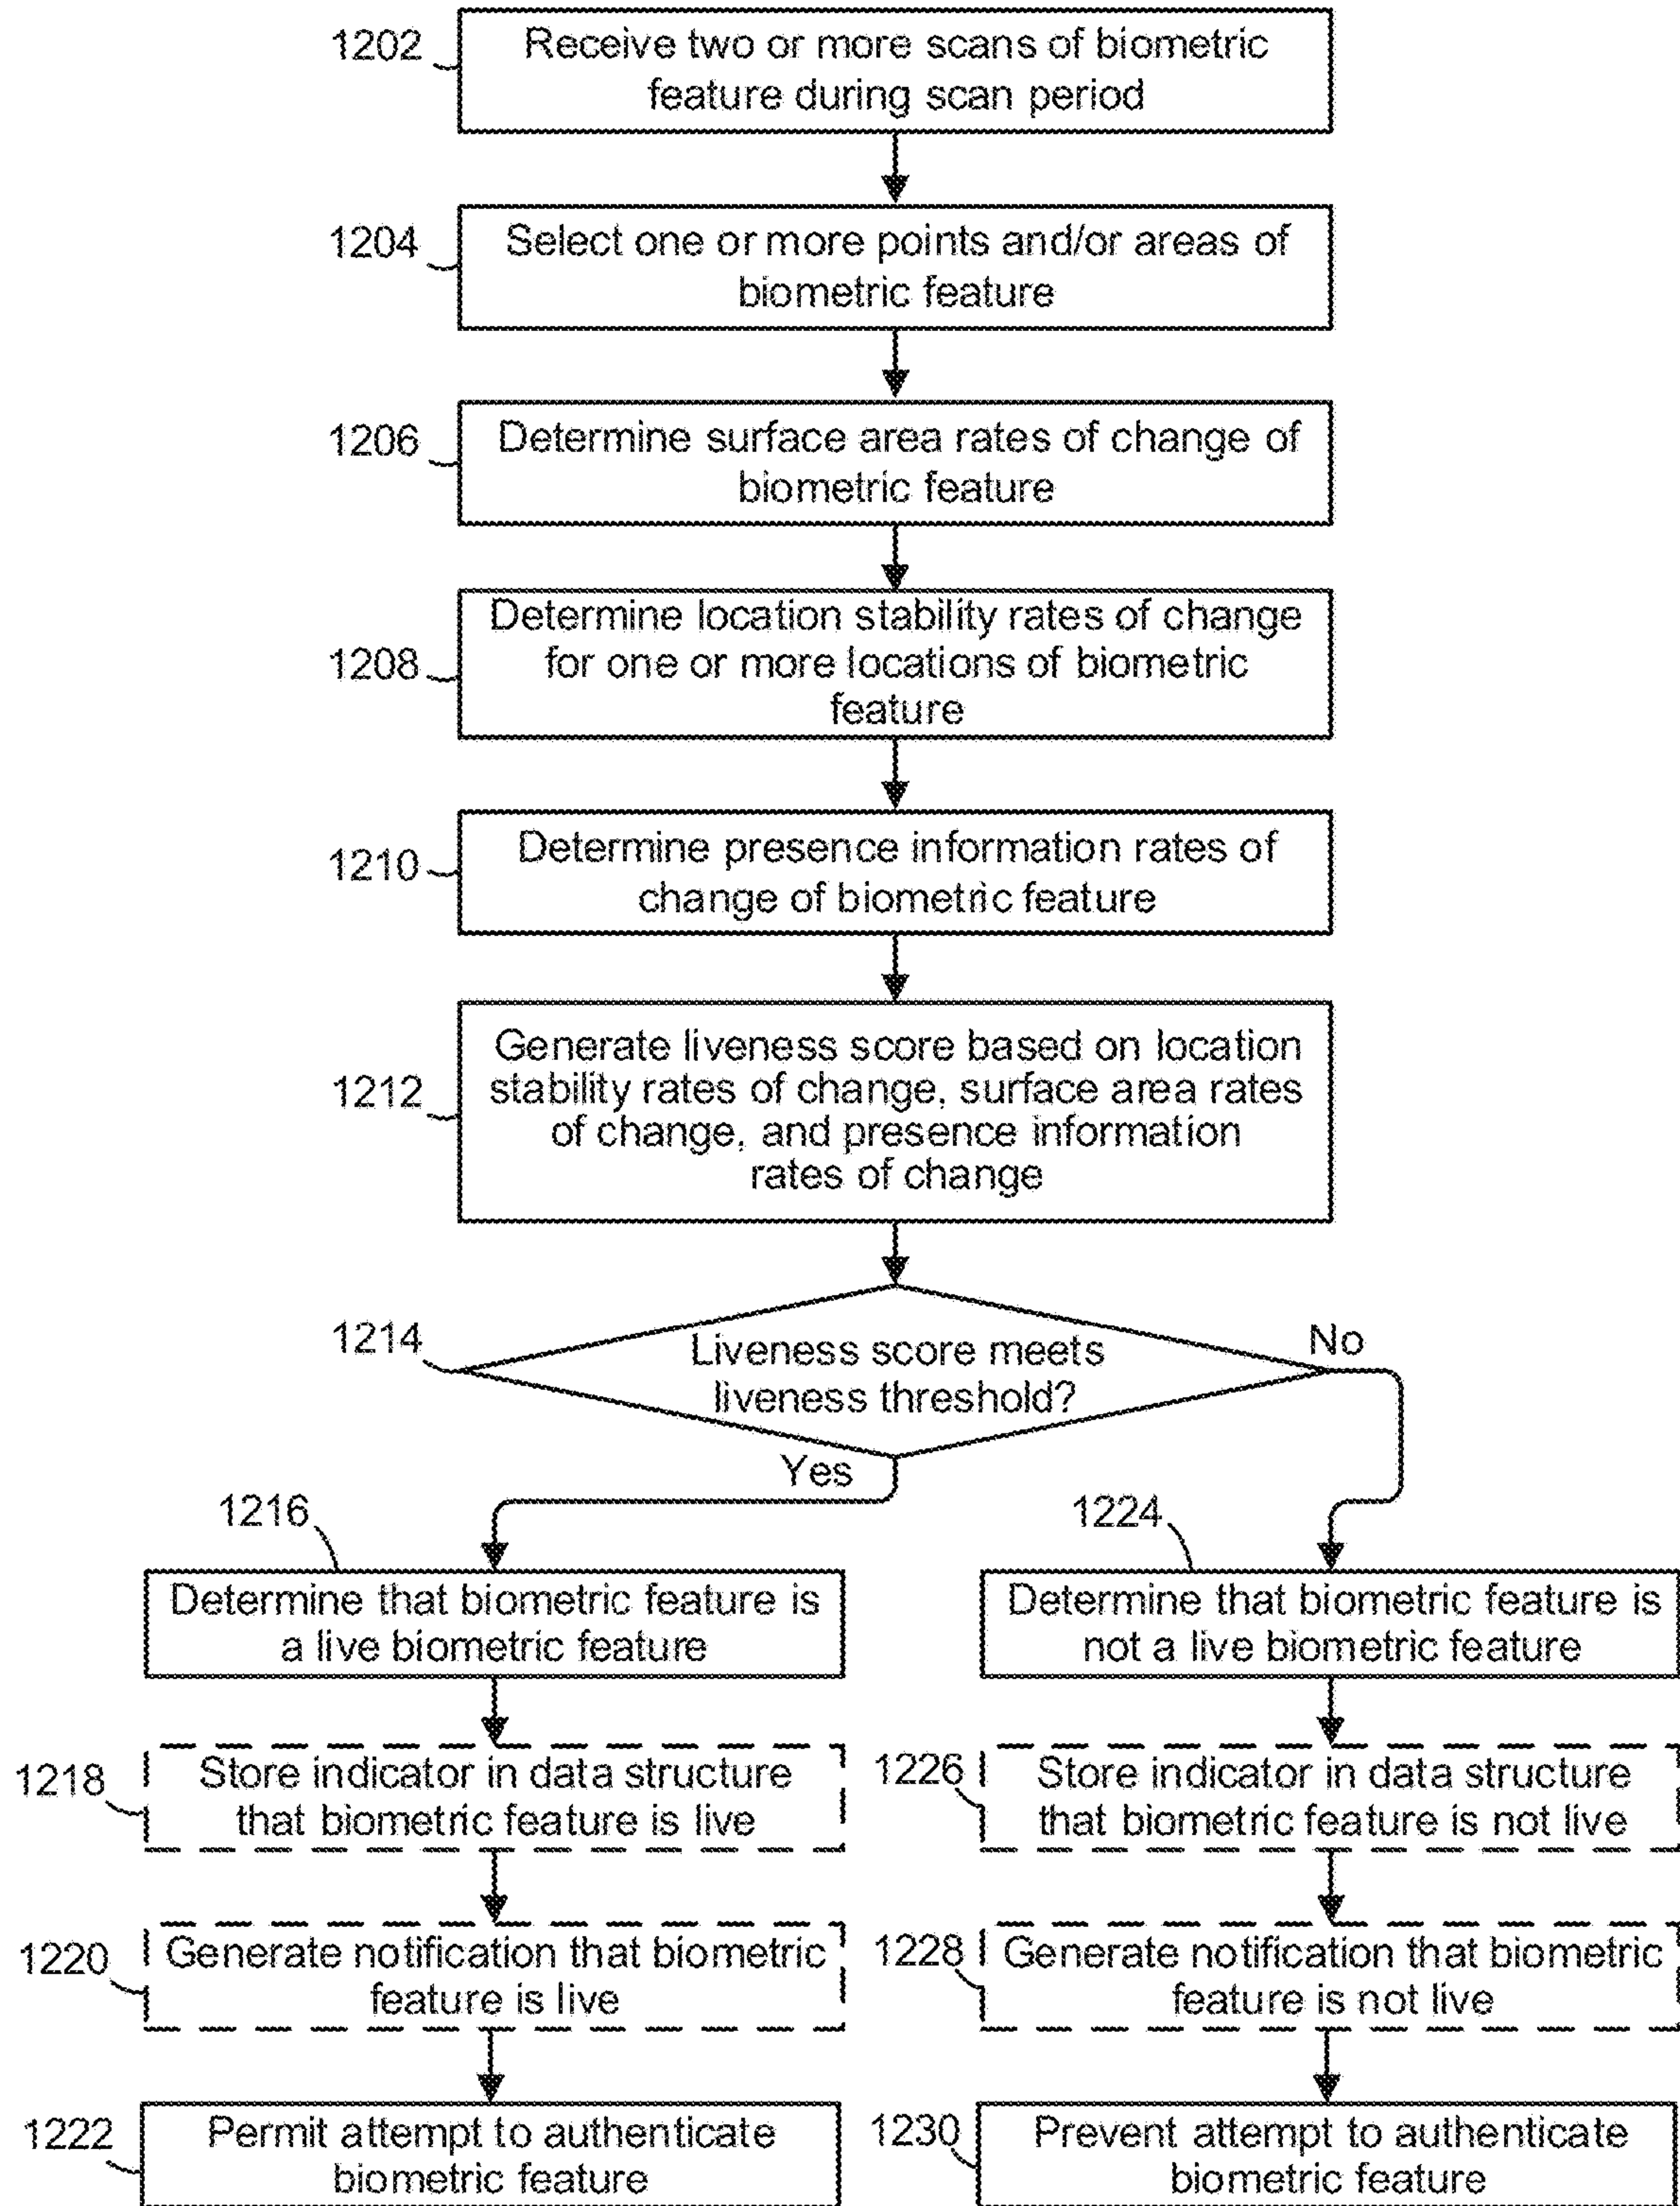 1202
Receive two or more scans of biometric
feature during scan period
1204
Select one or more points and/or areas of
biometric feature
1206
Determine surface area rates of change of
biometric feature
1208
Determine location stability rates of change
for one or more locations of biometric
feature
1210
Determine presence information rates of
change of biometric feature
1212
Generate liveness score based on location
stability rates of change, surface area rates
of change, and presence information
rates of change
1214
Liveness score meets
liveness threshold?
No
Yes
1216
Determine that biometric feature is
a live biometric feature
1218
Store indicator in data structure
that biometric feature is live
1220
Generate notification that biometric
feature is live
1222
Permit attempt to authenticate
biometric feature
1224
Determine that biometric feature is
not a live biometric feature
1226
Store indicator in data structure
that biometric feature is not live
1228
Generate notification that biometric
feature is not live
1230
Prevent attempt to authenticate
biometric feature